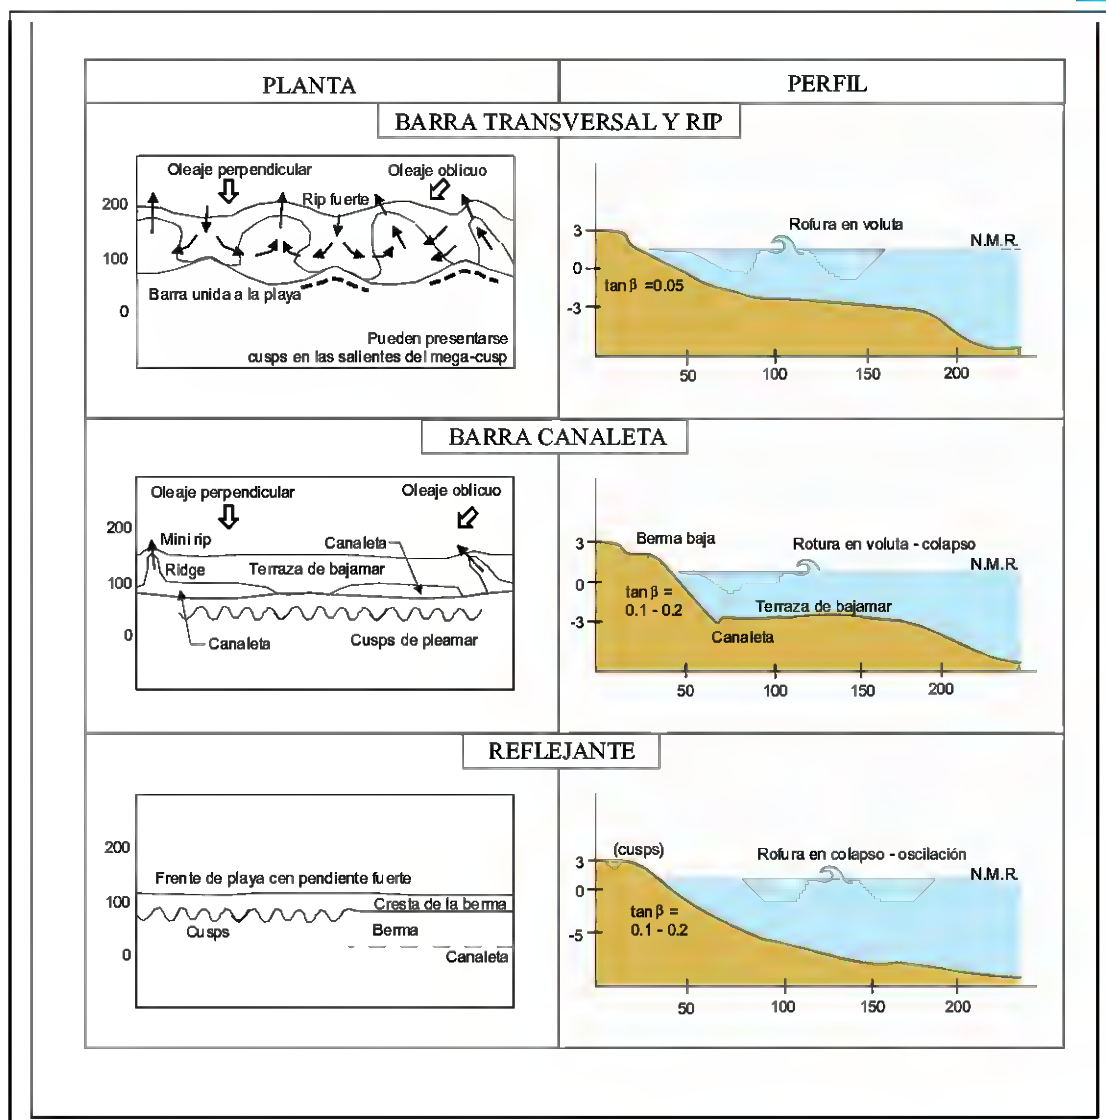 PLANTA
PERFIL
BARRA TRANSVERSAL Y RIP
Oleaje perpendicular
Oleaje oblicuo
200
Rip fuerte
100
Barra unida a la playa
0
Pueden presentarse
cusps en las salientes del mega-cusp
Rofura en voluta
3
N.M.R.
0
tan β =0.05
-3
50
100
150
200
BARRA CANALETA
Oleaje perpendicular
Oleaje oblicuo
200
Mini rip
Canaleta
Ridge
Terraza de bajamar
100
0
Canaleta
Cusps de pleamar
3
Berma baja
Rotura en voluta - colapso
N.M.R.
0
tan β =
0.1 - 0.2
Terraza de bajamar
-3
Canaleta
50
100
150
200
REFLEJANTE
200
Frente de playa cen pendiente fuerte
100
Cresta de la berma
Cusps
Berma
0
Canaleta
(cusps)
Rofura en colapso - oscilación
3
N.M.R.
0
tan β =
0.1 - 0.2
-5
50
100
150
200